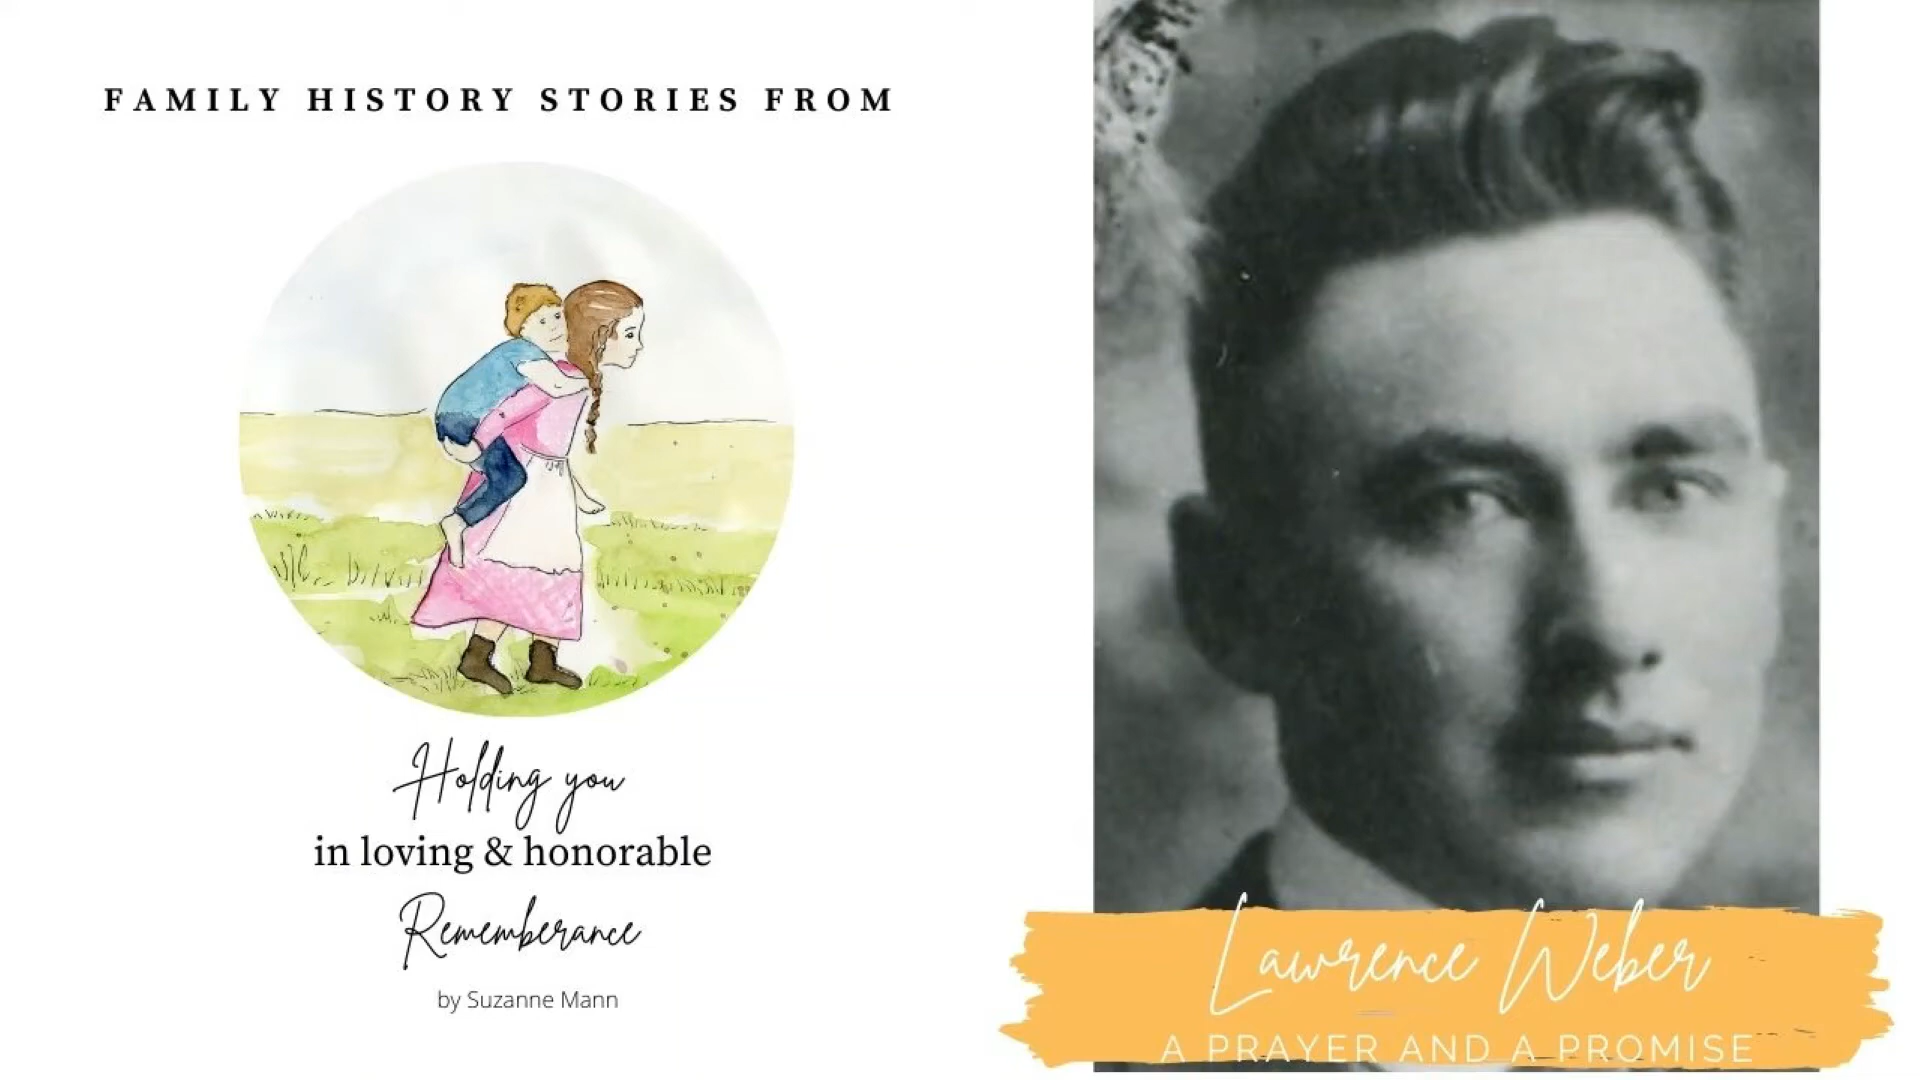 FAMILY HISTORY STORIES FROM
Holding you
in loving & honorable
Rememberance
by Suzanne Mann
Lawrence Weber
A PRAYER AND A PROMISE